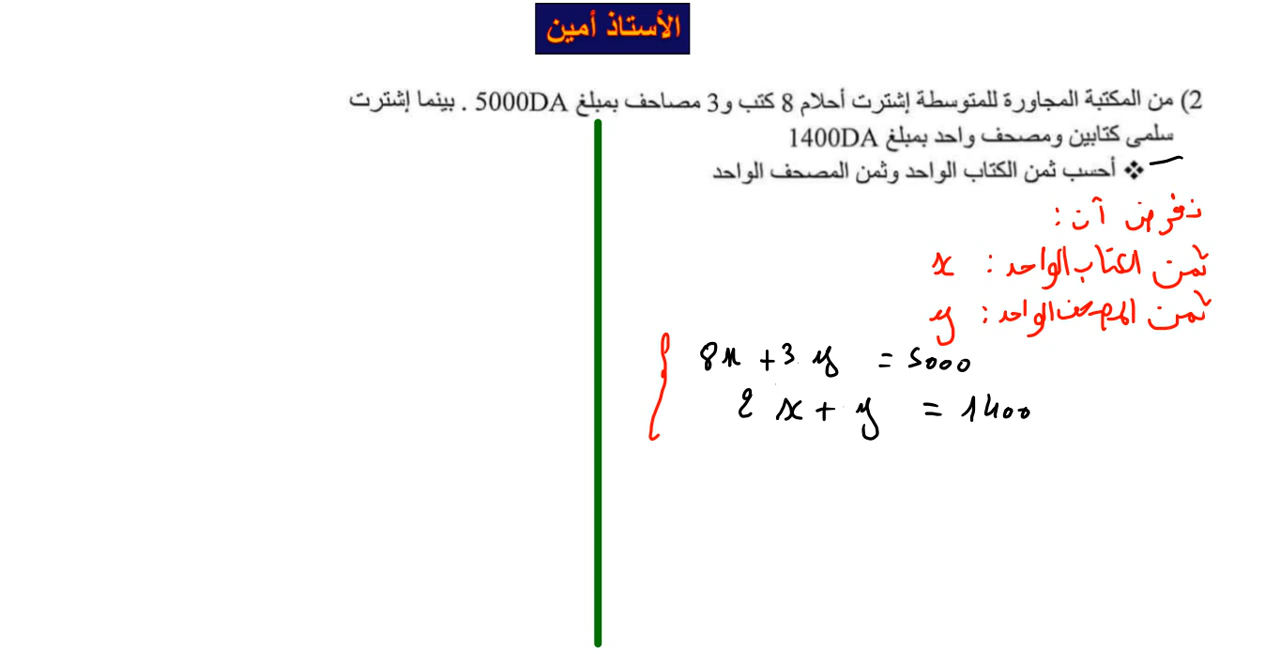 الأستاذ أمين
2) من المكتبة المجاورة للمتوسطة إشترت أحلام 8 كتب و3 مصاحف بمبلغ 5000DA . بينما إشترت
سلمى كتابين ومصحف واحد بمبلغ 1400DA
❖ أحسب ثمن الكتاب الواحد وثمن المصحف الواحد
نفرض أن :
ثمن الكتاب الواحد : x
ثمن المصحف الواحد : y
8x + 3y = 5000
2x + y = 1400